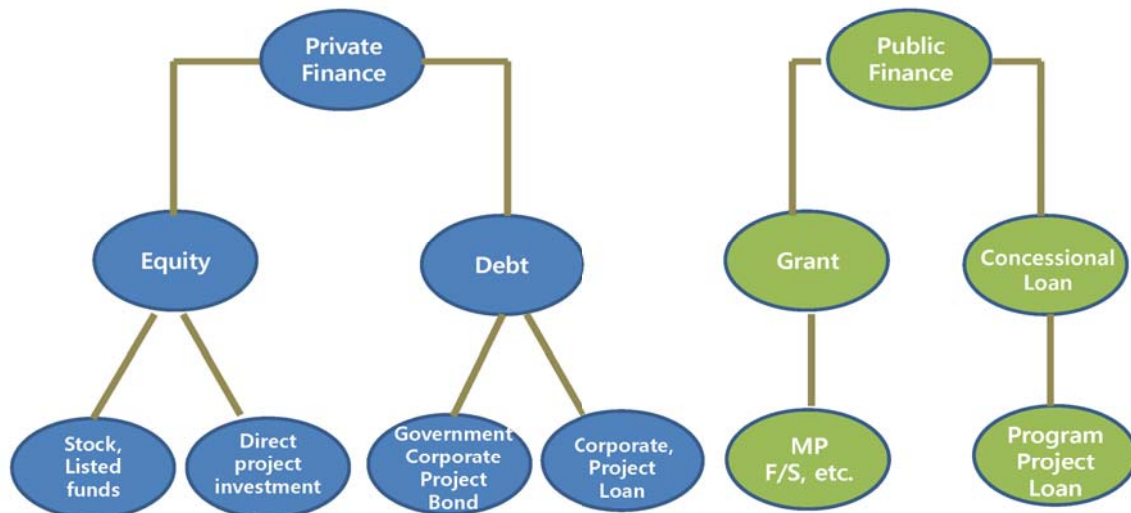 Private
Finance
Public
Finance
Equity
Debt
Grant
Concessional
Loan
Stock,
Listed
funds
Direct
project
investment
Government
Corporate
Project
Bond
Corporate,
Project
Loan
MP
F/S, etc.
Program
Project
Loan